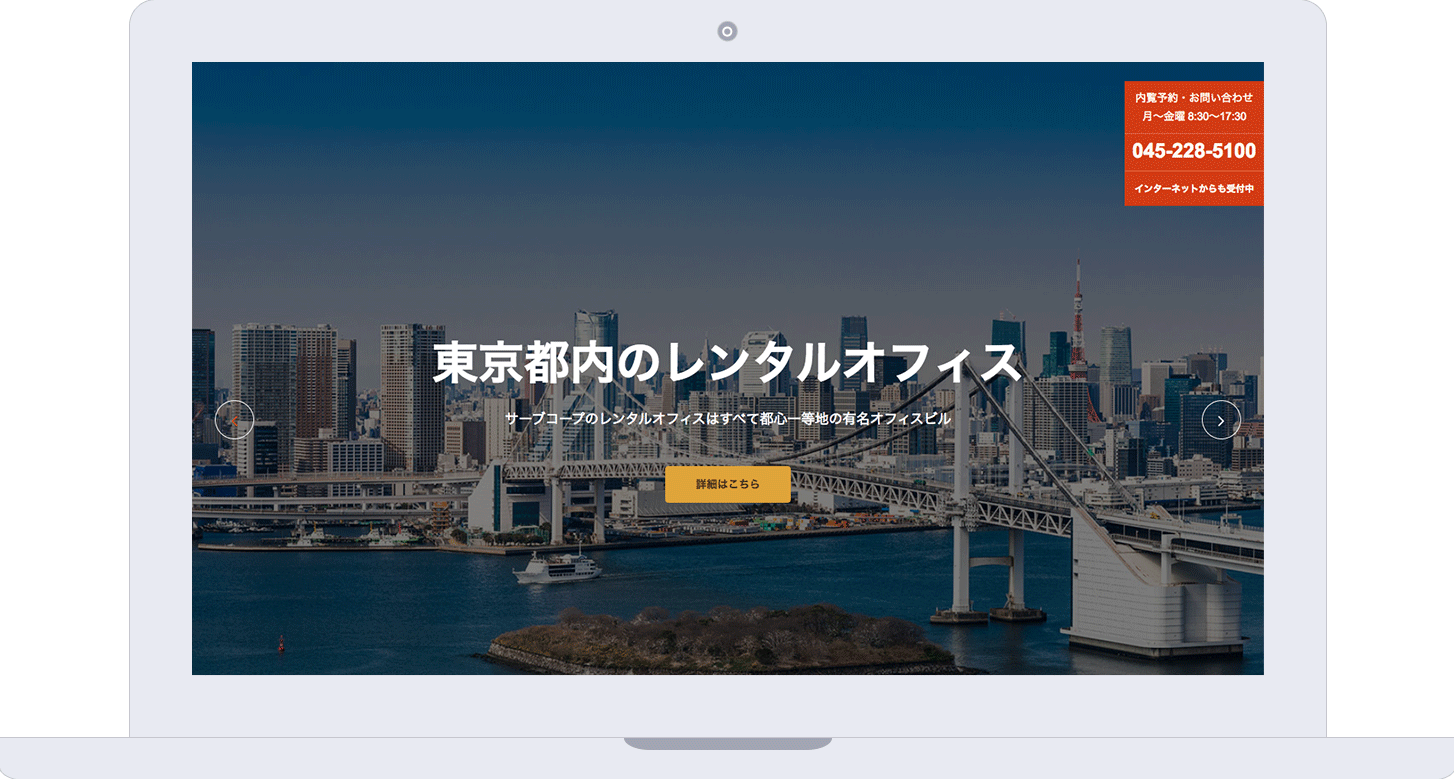 内覧予約・お問い合わせ
月〜金曜 8:30〜17:30
045-228-5100
インターネットからも受付中
東京都内のレンタルオフィス
サーブコープのレンタルオフィスはすべて都心一等地の有名オフィスビル
詳細はこちら